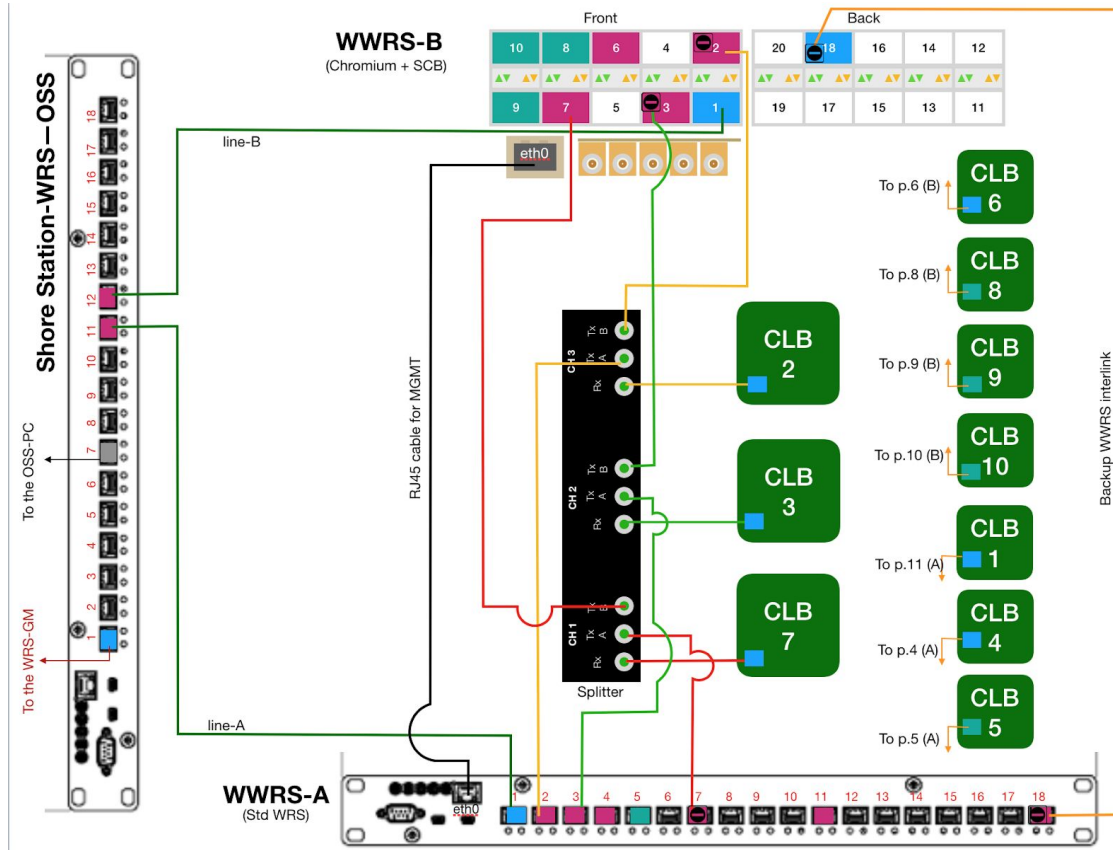 Front
Back
WWRS-B
(Chromium + SCB)
10
8
6
4
2
20
18
16
14
12
9
7
5
3
1
19
17
15
13
11
eth0
line-B
Shore Station-WRS—OSS
18
17
16
15
14
13
12
11
10
9
8
7
6
5
4
3
2
1
To the OSS-PC
To the WRS-GM
RJ45 cable for MGMT
CH 3
Tx B
Tx A
Rx
CH 2
Tx B
Tx A
Rx
CH 1
Tx B
Tx A
Rx
Splitter
CLB
2
CLB
3
CLB
7
To p.6 (B)
CLB
6
To p.8 (B)
CLB
8
To p.9 (B)
CLB
9
To p.10 (B)
CLB
10
To p.11 (A)
CLB
1
To p.4 (A)
CLB
4
To p.5 (A)
CLB
5
Backup WWRS interlink
line-A
WWRS-A
(Std WRS)
eth0
1
2
3
4
5
6
7
8
9
10
11
12
13
14
15
16
17
18